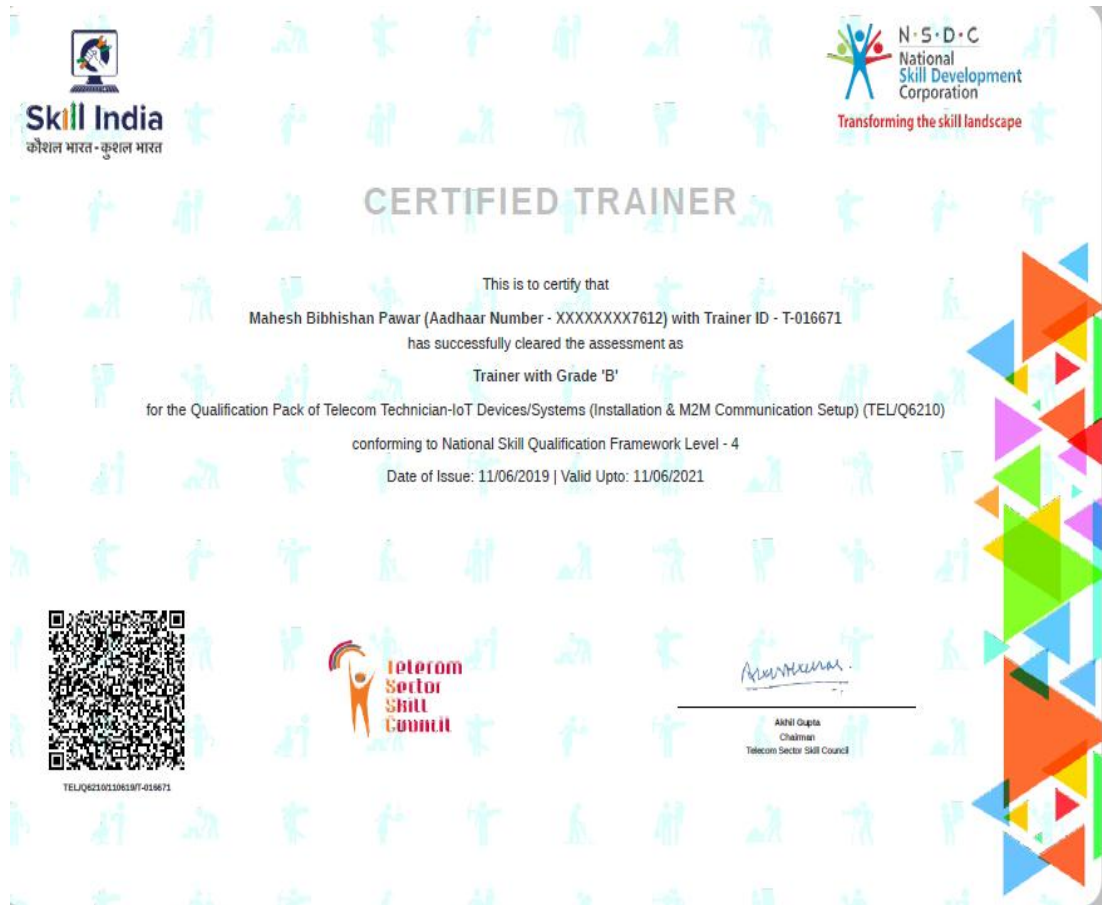 Skill India
कौशल भारत - कुशल भारत
N·S·D·C
National
Skill Development
Corporation
Transforming the skill landscape
CERTIFIED TRAINER
This is to certify that
Mahesh Bibhishan Pawar (Aadhaar Number - XXXXXXXX7612) with Trainer ID - T-016671
has successfully cleared the assessment as
Trainer with Grade 'B'
for the Qualification Pack of Telecom Technician-IoT Devices/Systems (Installation & M2M Communication Setup) (TEL/Q6210)
conforming to National Skill Qualification Framework Level - 4
Date of Issue: 11/06/2019 | Valid Upto: 11/06/2021
TEL/Q6210/110619/T-016671
Telecom
Sector
Skill
Council
Akhil Gupta
Chairman
Telecom Sector Skill Council